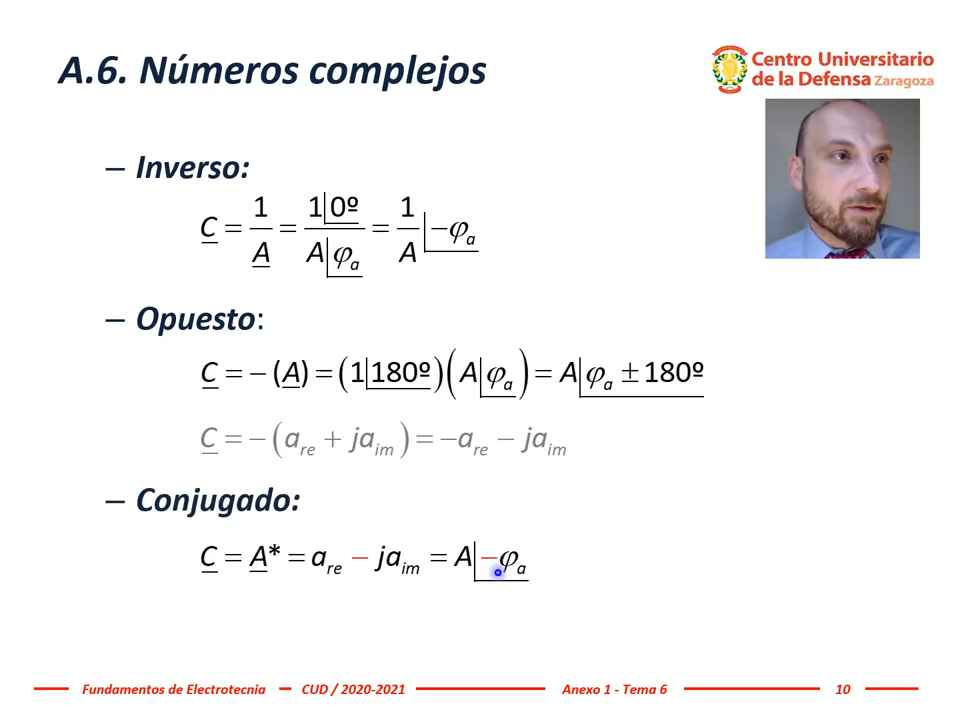 A.6. Números complejos
Centro Universitario
de la Defensa Zaragoza
– Inverso:
C = 1/A = 1|0º / A|φa = 1/A |−φa
– Opuesto:
C = −(A) = (1|180º)(A|φa) = A|φa ± 180º
C = −(are + jaim) = −are − jaim
– Conjugado:
C = A* = are − jaim = A|−φa
Fundamentos de Electrotecnia CUD / 2020-2021 Anexo 1 - Tema 6 10